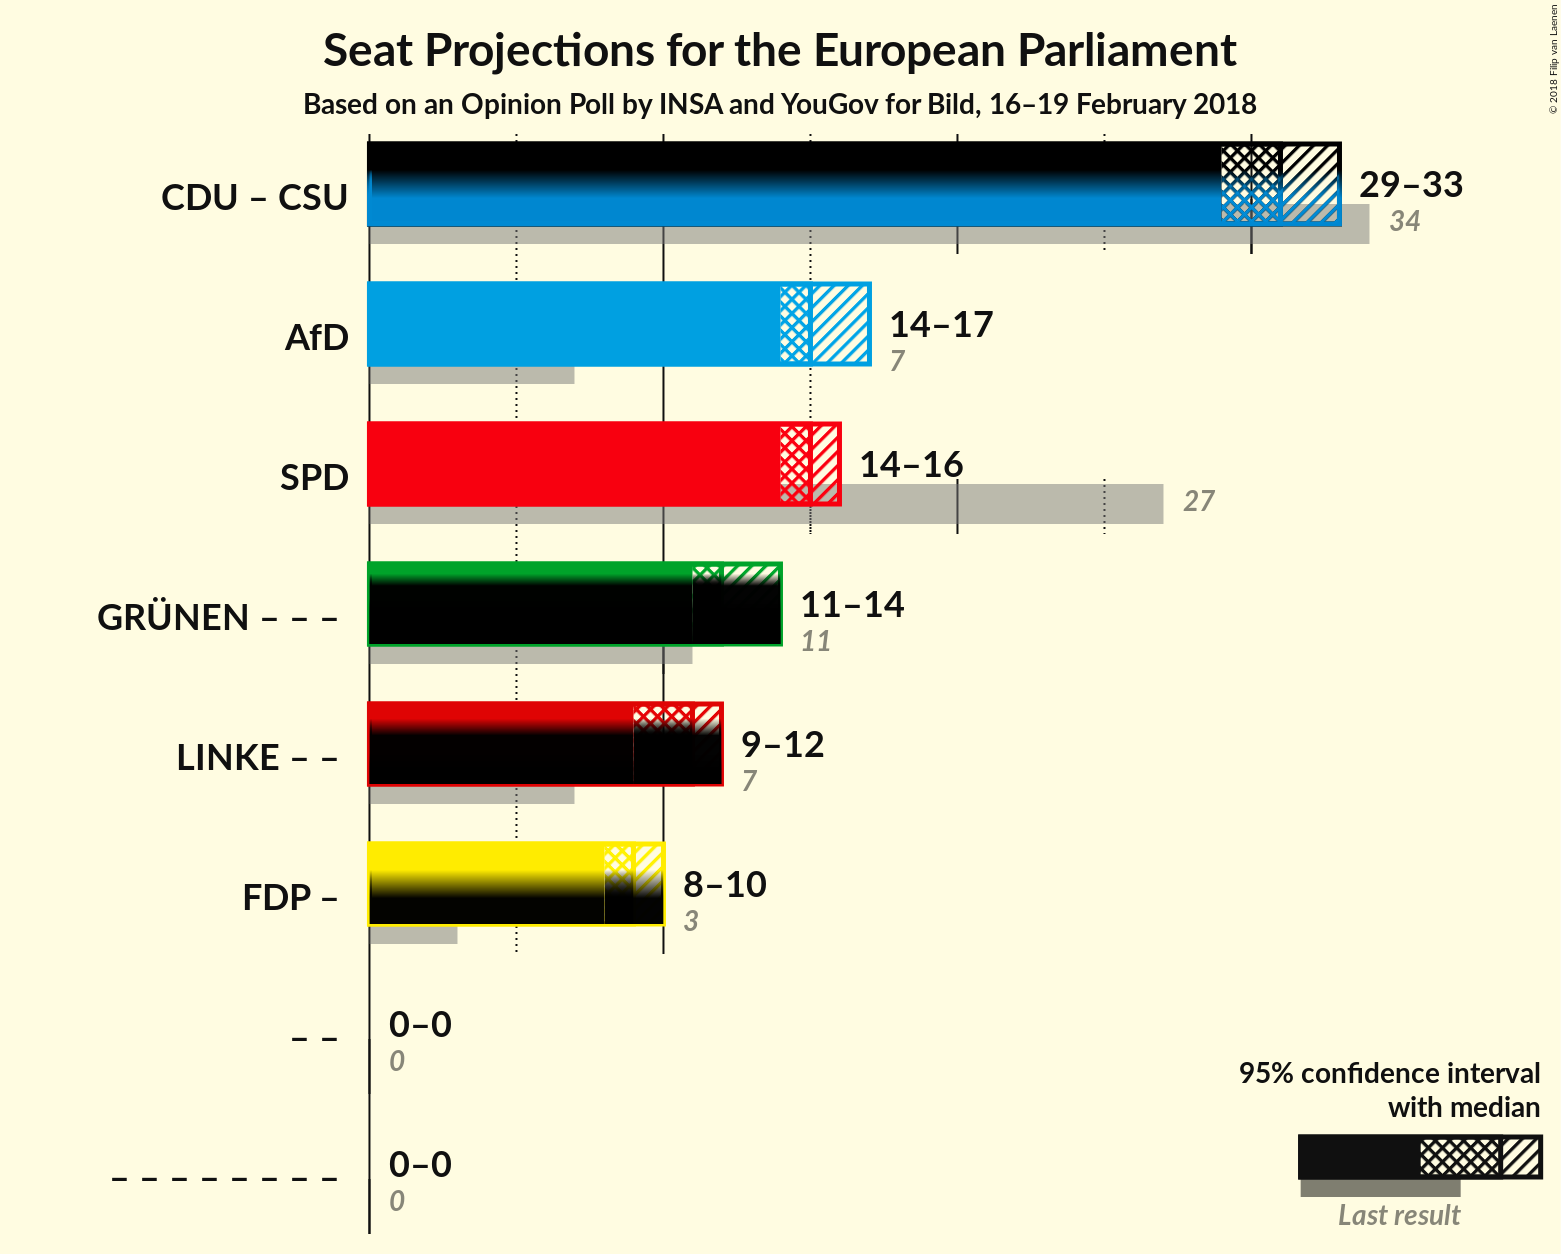 Seat Projections for the European Parliament
Based on an Opinion Poll by INSA and YouGov for Bild, 16–19 February 2018
© 2018 Filip van Laenen
CDU – CSU
29–33
34
AfD
14–17
7
SPD
14–16
27
GRÜNEN – – –
11–14
11
LINKE – –
9–12
7
FDP –
8–10
3
– –
0–0
0
– – – – – – – –
0–0
0
95% confidence interval
with median
Last result